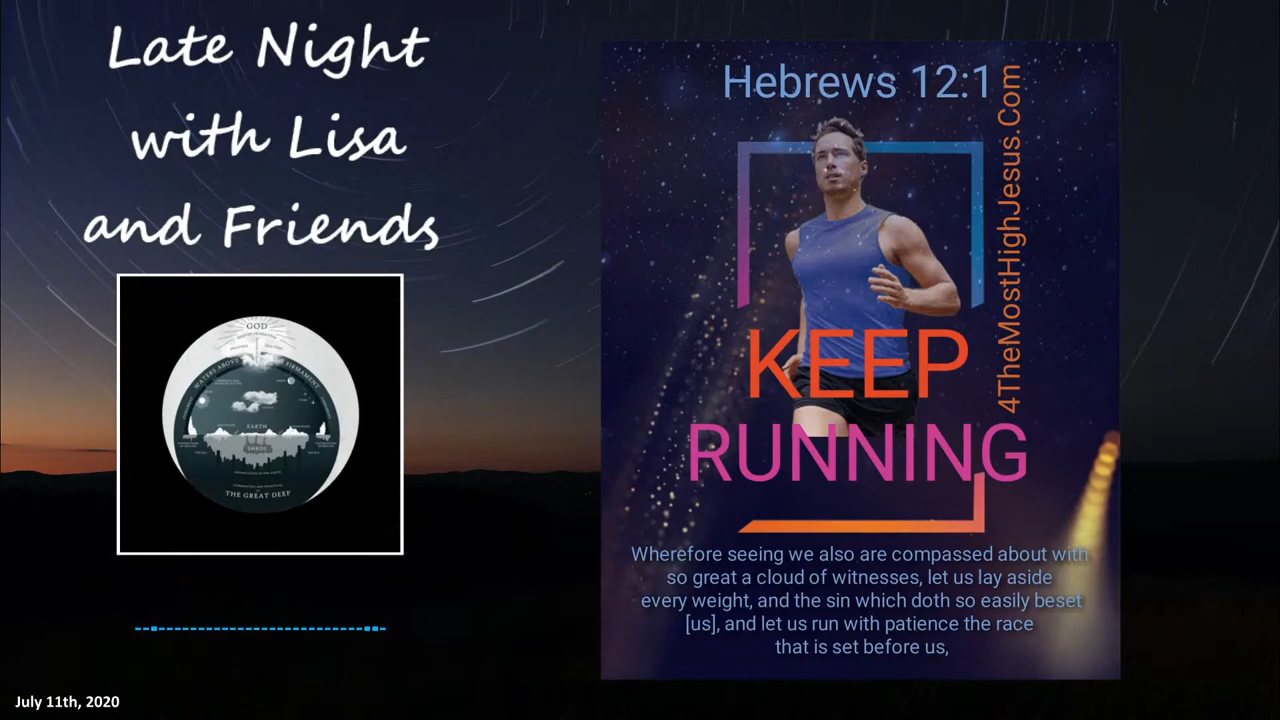 Late Night
with Lisa
and Friends
GOD
WATERS ABOVE
FIRMAMENT
EARTH
SHEOL
THE GREAT DEEP
July 11th, 2020
Hebrews 12:1
4TheMostHighJesus.Com
KEEP
RUNNING
Wherefore seeing we also are compassed about with
so great a cloud of witnesses, let us lay aside
every weight, and the sin which doth so easily beset
[us], and let us run with patience the race
that is set before us,